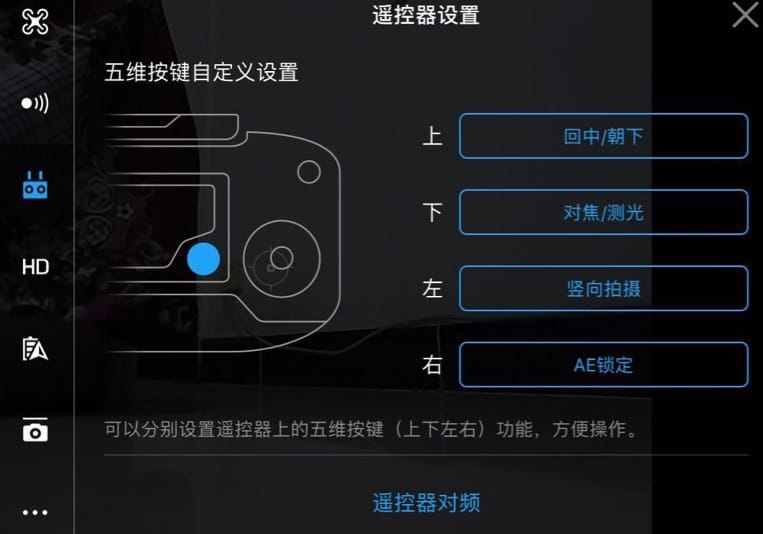 遥控器设置
五维按键自定义设置
上 回中/朝下
下 对焦/测光
HD
左 竖向拍摄
右 AE锁定
可以分别设置遥控器上的五维按键（上下左右）功能，方便操作。
遥控器对频